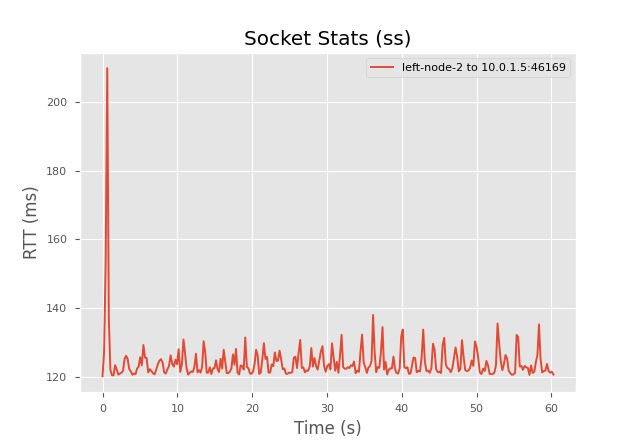 Socket Stats (ss)
left-node-2 to 10.0.1.5:46169
RTT (ms)
200
180
160
140
120
0 10 20 30 40 50 60
Time (s)